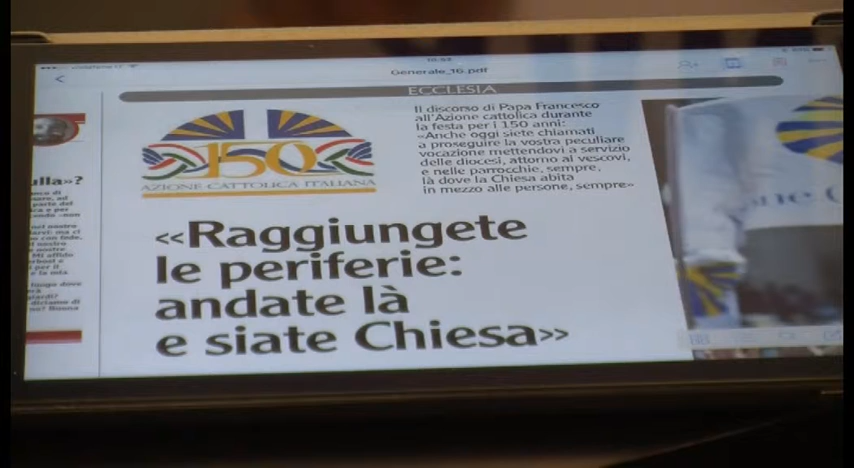 Generale_16.pdf
ECCLESIA
ulla»?
150
AZIONE CATTOLICA ITALIANA
Il discorso di Papa Francesco
all'Azione cattolica durante
la festa per i 150 anni:
«Anche oggi siete chiamati
a proseguire la vostra peculiare
vocazione mettendovi a servizio
delle diocesi, attorno ai vescovi,
e nelle parrocchie, sempre,
là dove la Chiesa abita
in mezzo alle persone, sempre»
«Raggiungete
le periferie:
andate là
e siate Chiesa»